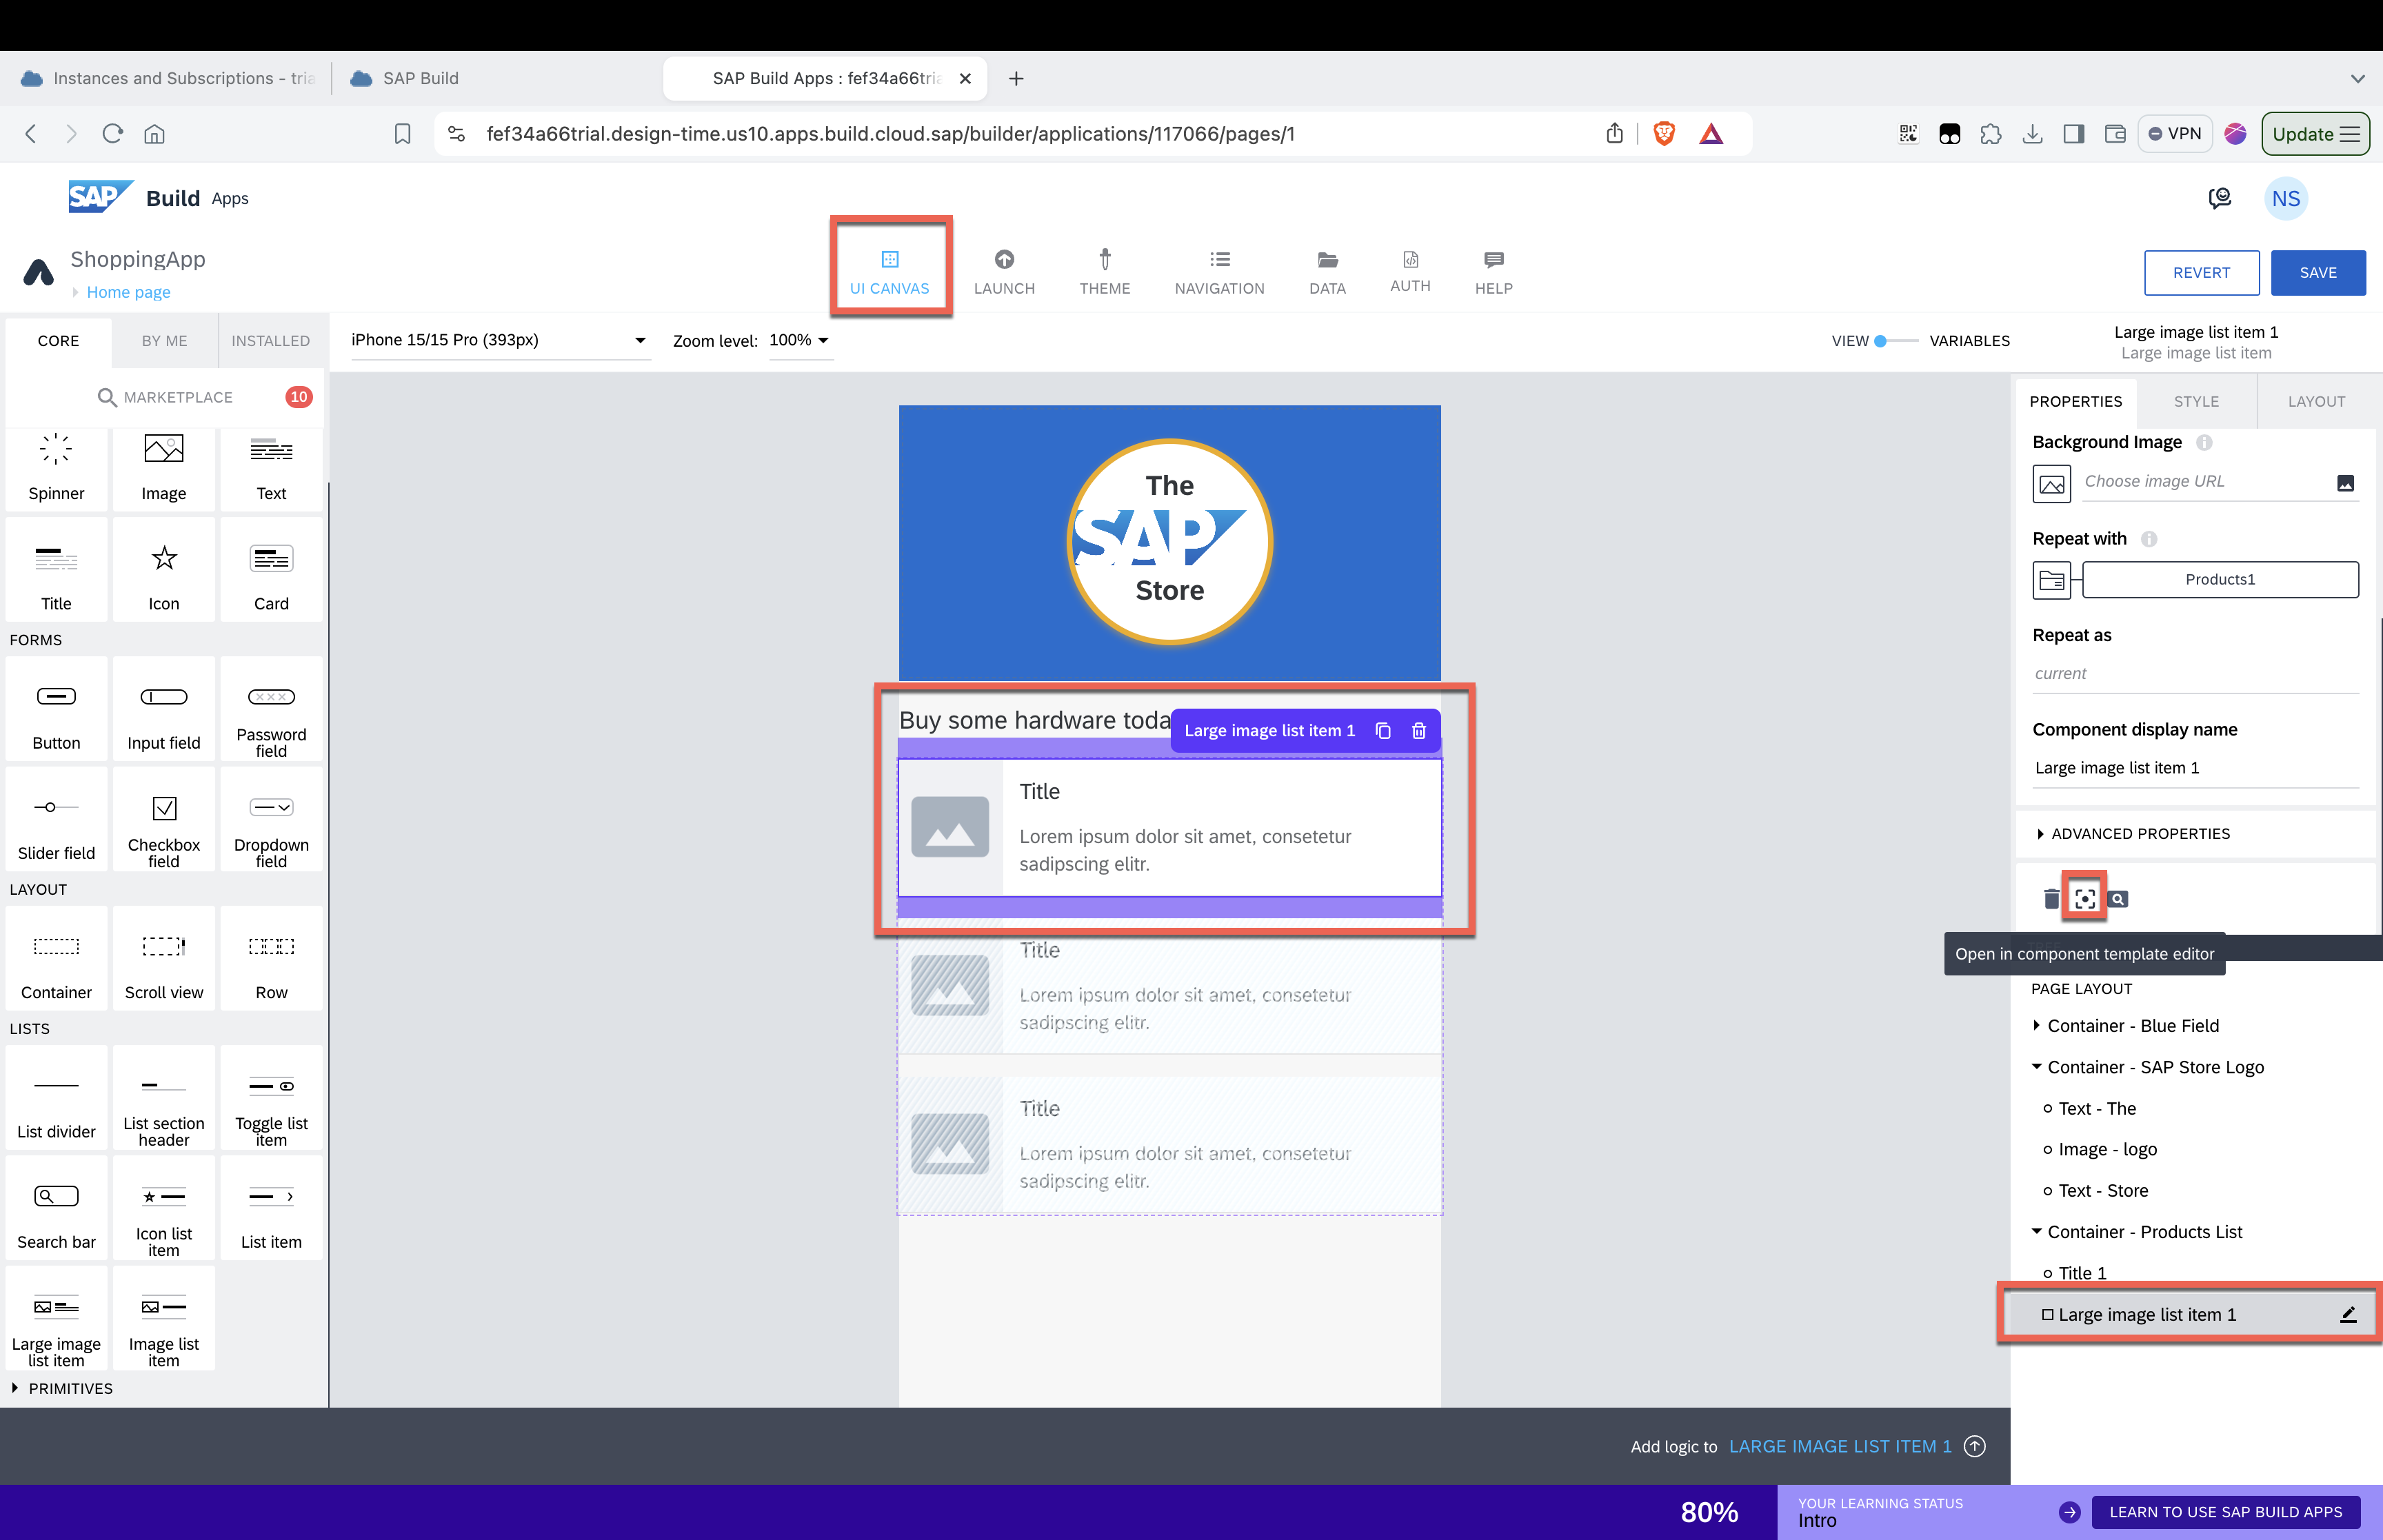 Instances and Subscriptions - tria
SAP Build
SAP Build Apps : fef34a66tria
fef34a66trial.design-time.us10.apps.build.cloud.sap/builder/applications/117066/pages/1
VPN
Update
SAP Build Apps
NS
ShoppingApp
Home page
UI CANVAS
LAUNCH
THEME
NAVIGATION
DATA
AUTH
HELP
REVERT
SAVE
CORE
BY ME
INSTALLED
iPhone 15/15 Pro (393px)
Zoom level: 100%
VIEW
VARIABLES
Large image list item 1
Large image list item
MARKETPLACE
10
Spinner
Image
Text
Title
Icon
Card
FORMS
Button
Input field
Password
field
Slider field
Checkbox
field
Dropdown
field
LAYOUT
Container
Scroll view
Row
LISTS
List divider
List section
header
Toggle list
item
Search bar
Icon list
item
List item
Large image
list item
Image list
item
PRIMITIVES
The
SAP
Store
Buy some hardware toda
Large image list item 1
Title
Lorem ipsum dolor sit amet, consetetur
sadipscing elitr.
Title
Lorem ipsum dolor sit amet, consetetur
sadipscing elitr.
Title
Lorem ipsum dolor sit amet, consetetur
sadipscing elitr.
PROPERTIES
STYLE
LAYOUT
Background Image
Choose image URL
Repeat with
Products1
Repeat as
current
Component display name
Large image list item 1
ADVANCED PROPERTIES
Open in component template editor
PAGE LAYOUT
Container - Blue Field
Container - SAP Store Logo
Text - The
Image - logo
Text - Store
Container - Products List
Title 1
Large image list item 1
Add logic to LARGE IMAGE LIST ITEM 1
80%
YOUR LEARNING STATUS
Intro
LEARN TO USE SAP BUILD APPS